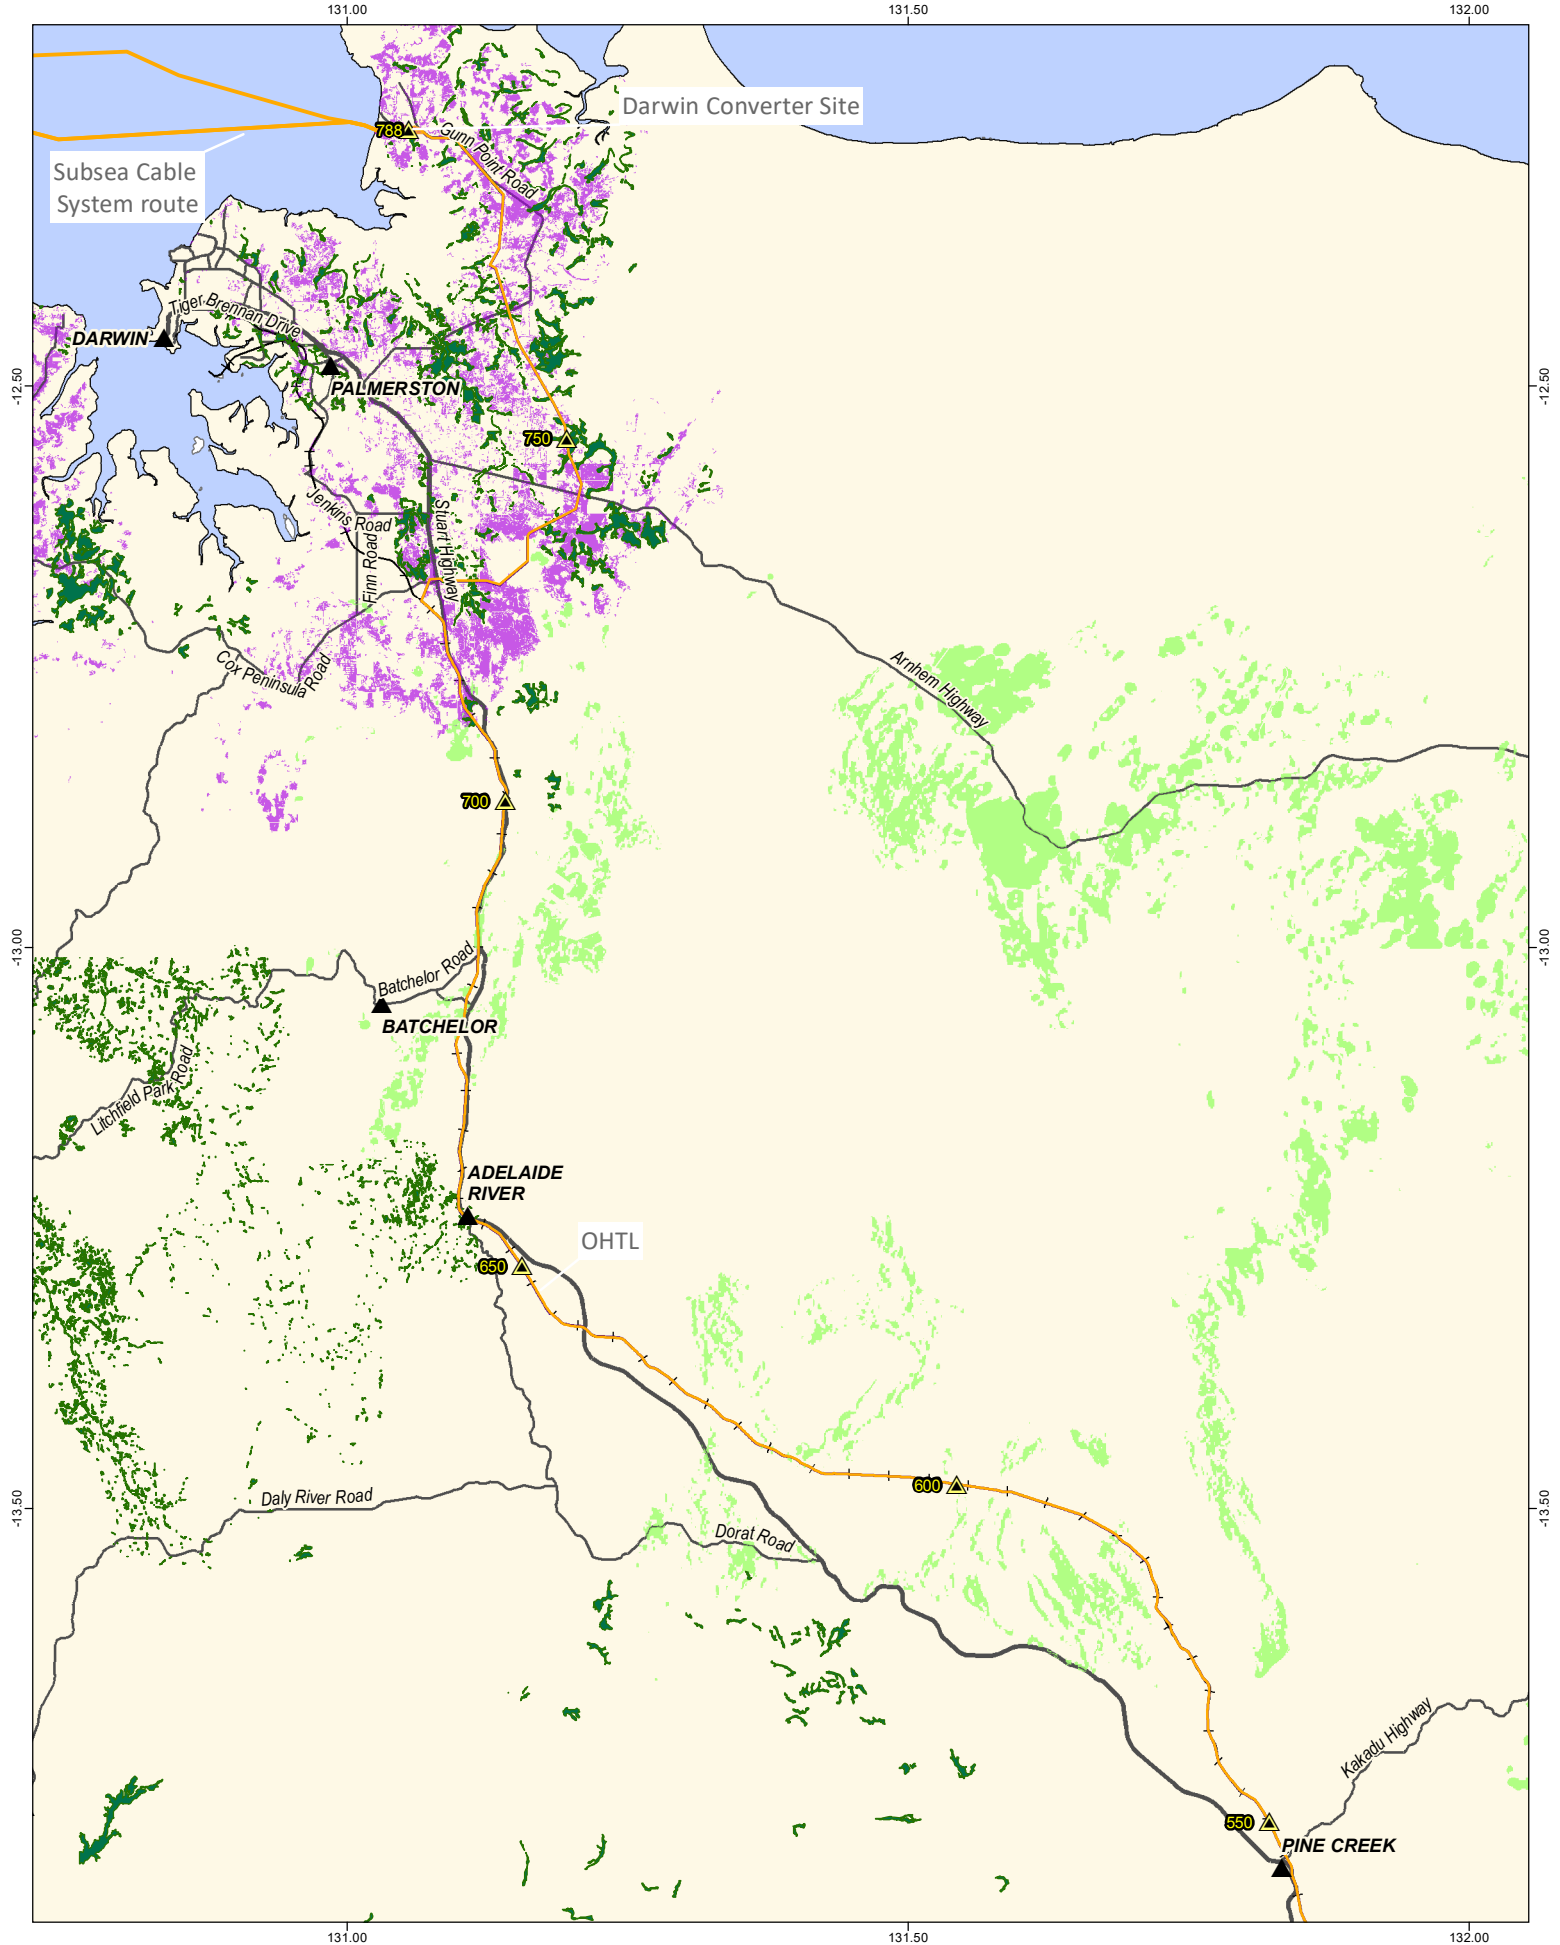 131.00
131.50
132.00
Darwin Converter Site
788
Gunn Point Road
Subsea Cable
System route
Tiger Brennan Drive
DARWIN
PALMERSTON
-12.50
-12.50
750
Jenkins Road
Finn Road
Stuart Highway
Cox Peninsula Road
Arnhem Highway
700
-13.00
-13.00
Batchelor Road
BATCHELOR
Litchfield Park Road
ADELAIDE
RIVER
OHTL
650
600
Daly River Road
-13.50
-13.50
Dorat Road
Kakadu Highway
550
PINE CREEK
131.00
131.50
132.00